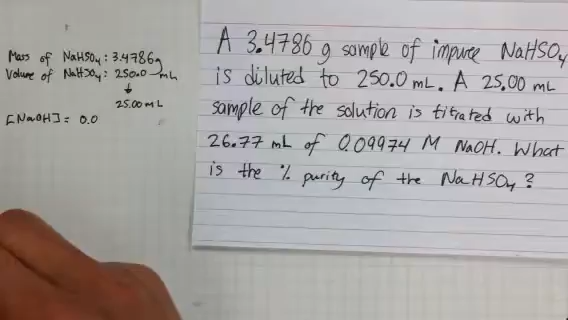 Mass of NaHSO4: 3.4786g
Volume of NaHSO4: 250.0 mL
↓
25.00 mL
[NaOH] = 0.0
A 3.4786 g sample of impure NaHSO4
is diluted to 250.0 mL. A 25.00 mL
sample of the solution is titrated with
26.77 mL of 0.09974 M NaOH. What
is the % purity of the NaHSO4?